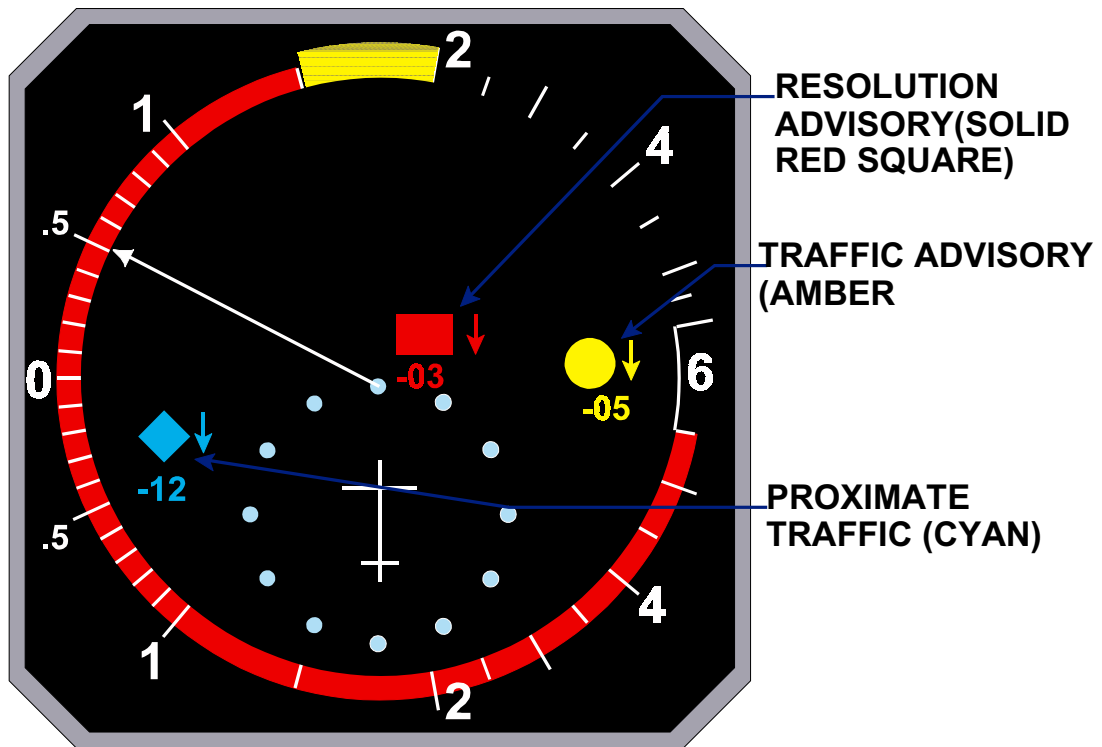 2
1
4
.5
0
6
-03
-05
-12
.5
1
4
2
RESOLUTION
ADVISORY(SOLID
RED SQUARE)
TRAFFIC ADVISORY
(AMBER
PROXIMATE
TRAFFIC (CYAN)